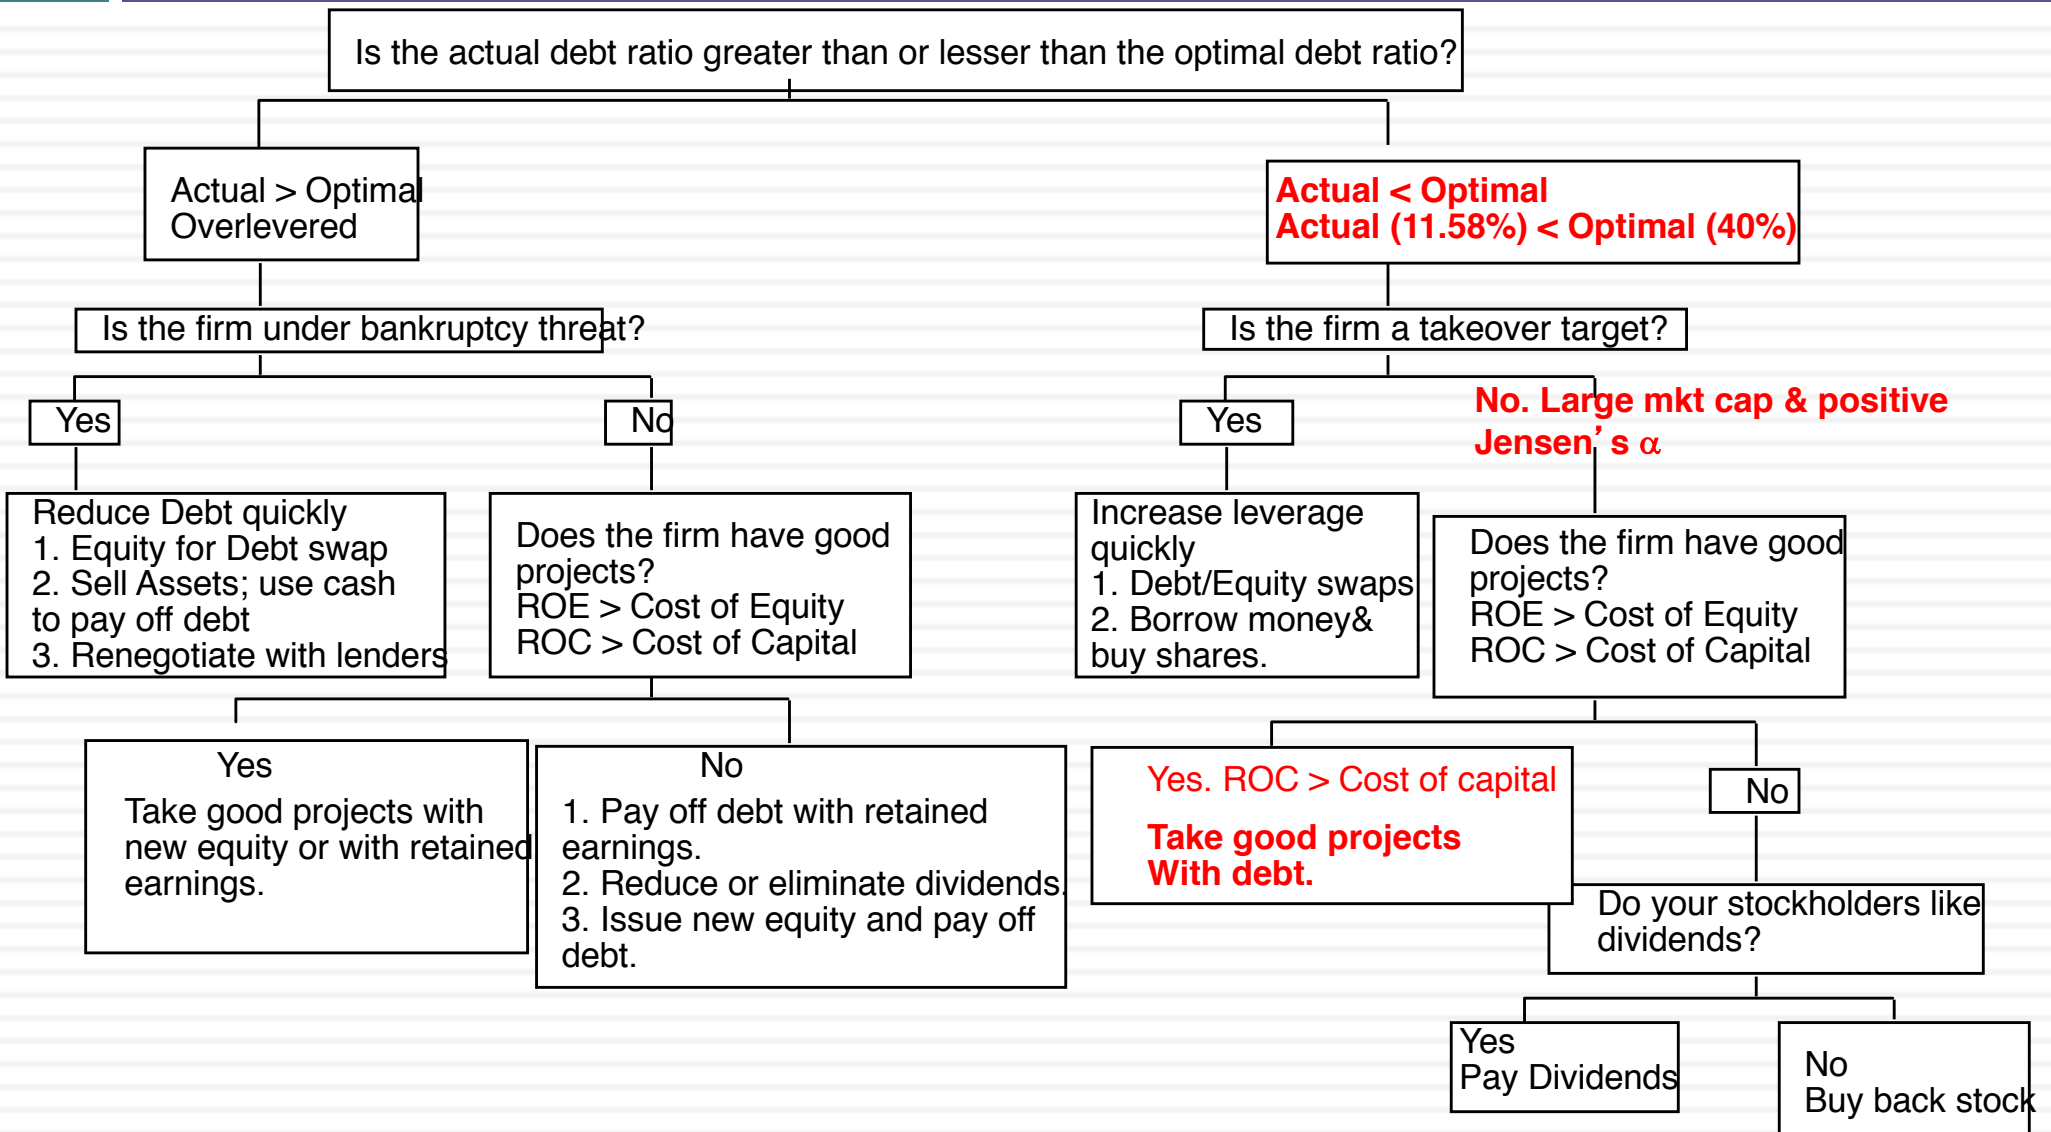 Is the actual debt ratio greater than or lesser than the optimal debt ratio?
Actual > Optimal
Overlevered
Actual < Optimal
Actual (11.58%) < Optimal (40%)
Is the firm under bankruptcy threat?
Is the firm a takeover target?
Yes
No
Yes
No. Large mkt cap & positive
Jensen’s α
Reduce Debt quickly
1. Equity for Debt swap
2. Sell Assets; use cash
to pay off debt
3. Renegotiate with lenders
Does the firm have good
projects?
ROE > Cost of Equity
ROC > Cost of Capital
Increase leverage
quickly
1. Debt/Equity swaps
2. Borrow money&
buy shares.
Does the firm have good
projects?
ROE > Cost of Equity
ROC > Cost of Capital
Yes
Take good projects with
new equity or with retained
earnings.
No
1. Pay off debt with retained
earnings.
2. Reduce or eliminate dividends.
3. Issue new equity and pay off
debt.
Yes. ROC > Cost of capital
Take good projects
With debt.
No
Do your stockholders like
dividends?
Yes
Pay Dividends
No
Buy back stock